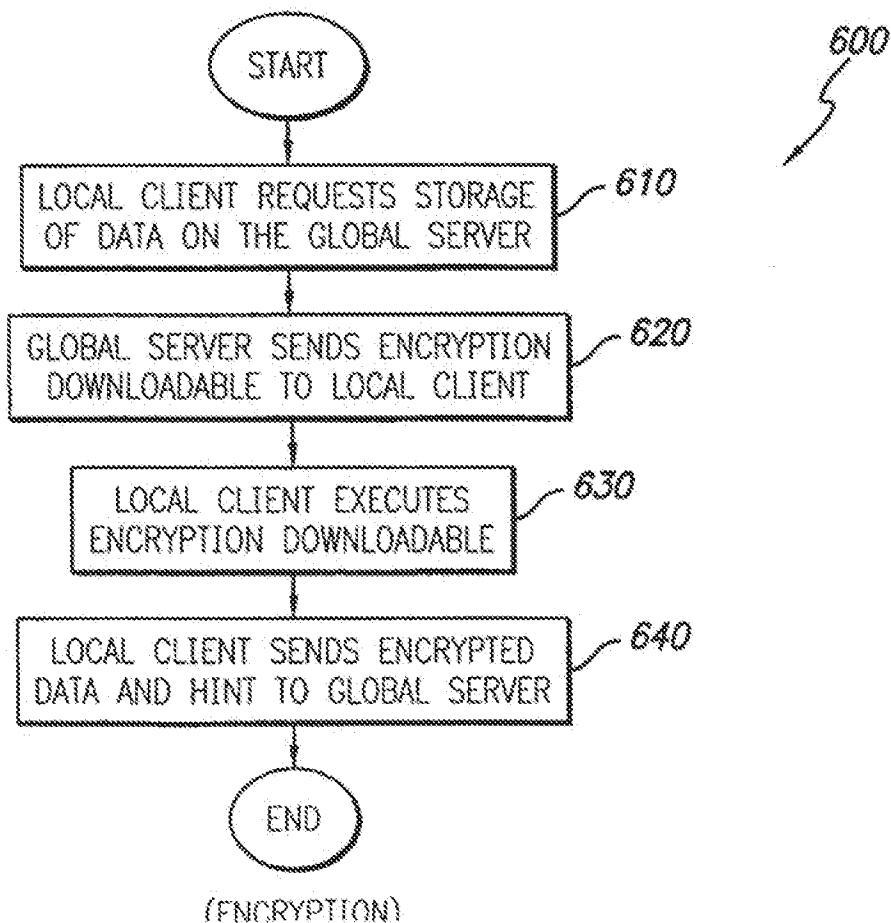 START
600
LOCAL CLIENT REQUESTS STORAGE
OF DATA ON THE GLOBAL SERVER
610
GLOBAL SERVER SENDS ENCRYPTION
DOWNLOADABLE TO LOCAL CLIENT
620
LOCAL CLIENT EXECUTES
ENCRYPTION DOWNLOADABLE
630
LOCAL CLIENT SENDS ENCRYPTED
DATA AND HINT TO GLOBAL SERVER
640
END
(ENCRYPTION)